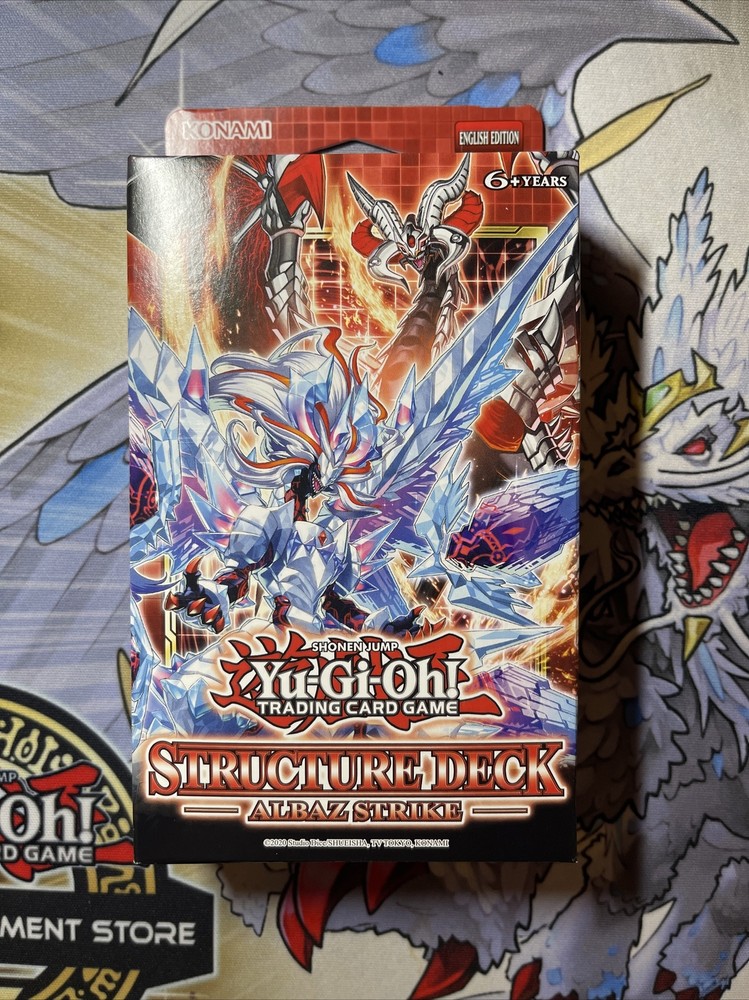 KONAMI
ENGLISH EDITION
6+YEARS
SHONEN JUMP
Yu-Gi-Oh!
TRADING CARD GAME
STRUCTURE DECK
ALBAZ STRIKE
©2020 Studio Dice/SHUEISHA, TV TOKYO, KONAMI
JUMP
Oh!
D GAME
MENT STORE